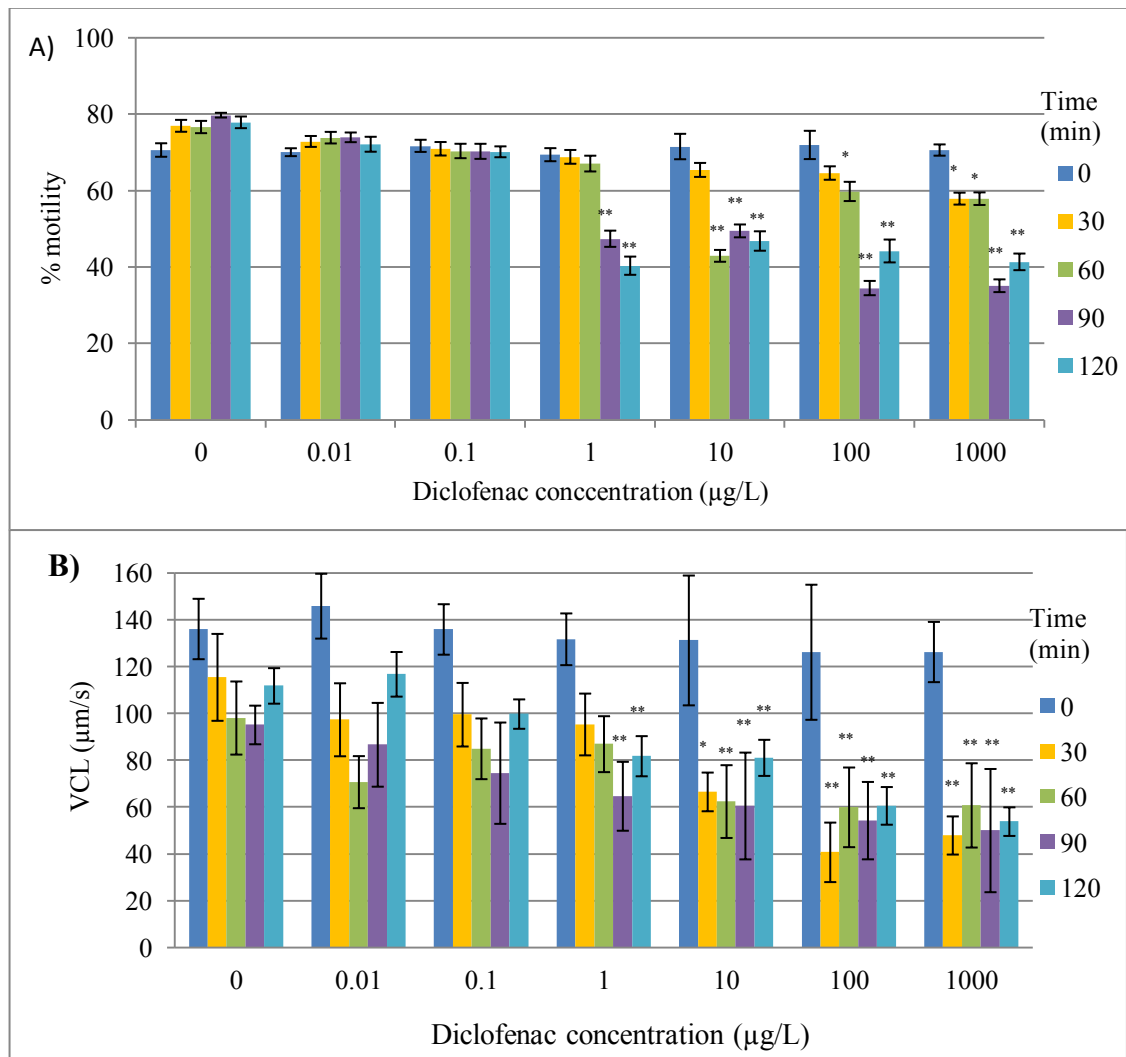 A)
100
80
60
40
20
0
% motility
** ** ** ** ** * ** ** * * ** **
0 0.01 0.1 1 10 100 1000
Diclofenac conccentration (µg/L)
Time
(min)
0
30
60
90
120
B)
160
140
120
100
80
60
40
20
0
VCL (µm/s)
** ** * ** ** ** ** ** ** ** ** ** ** **
0 0.01 0.1 1 10 100 1000
Diclofenac concentration (µg/L)
Time
(min)
0
30
60
90
120